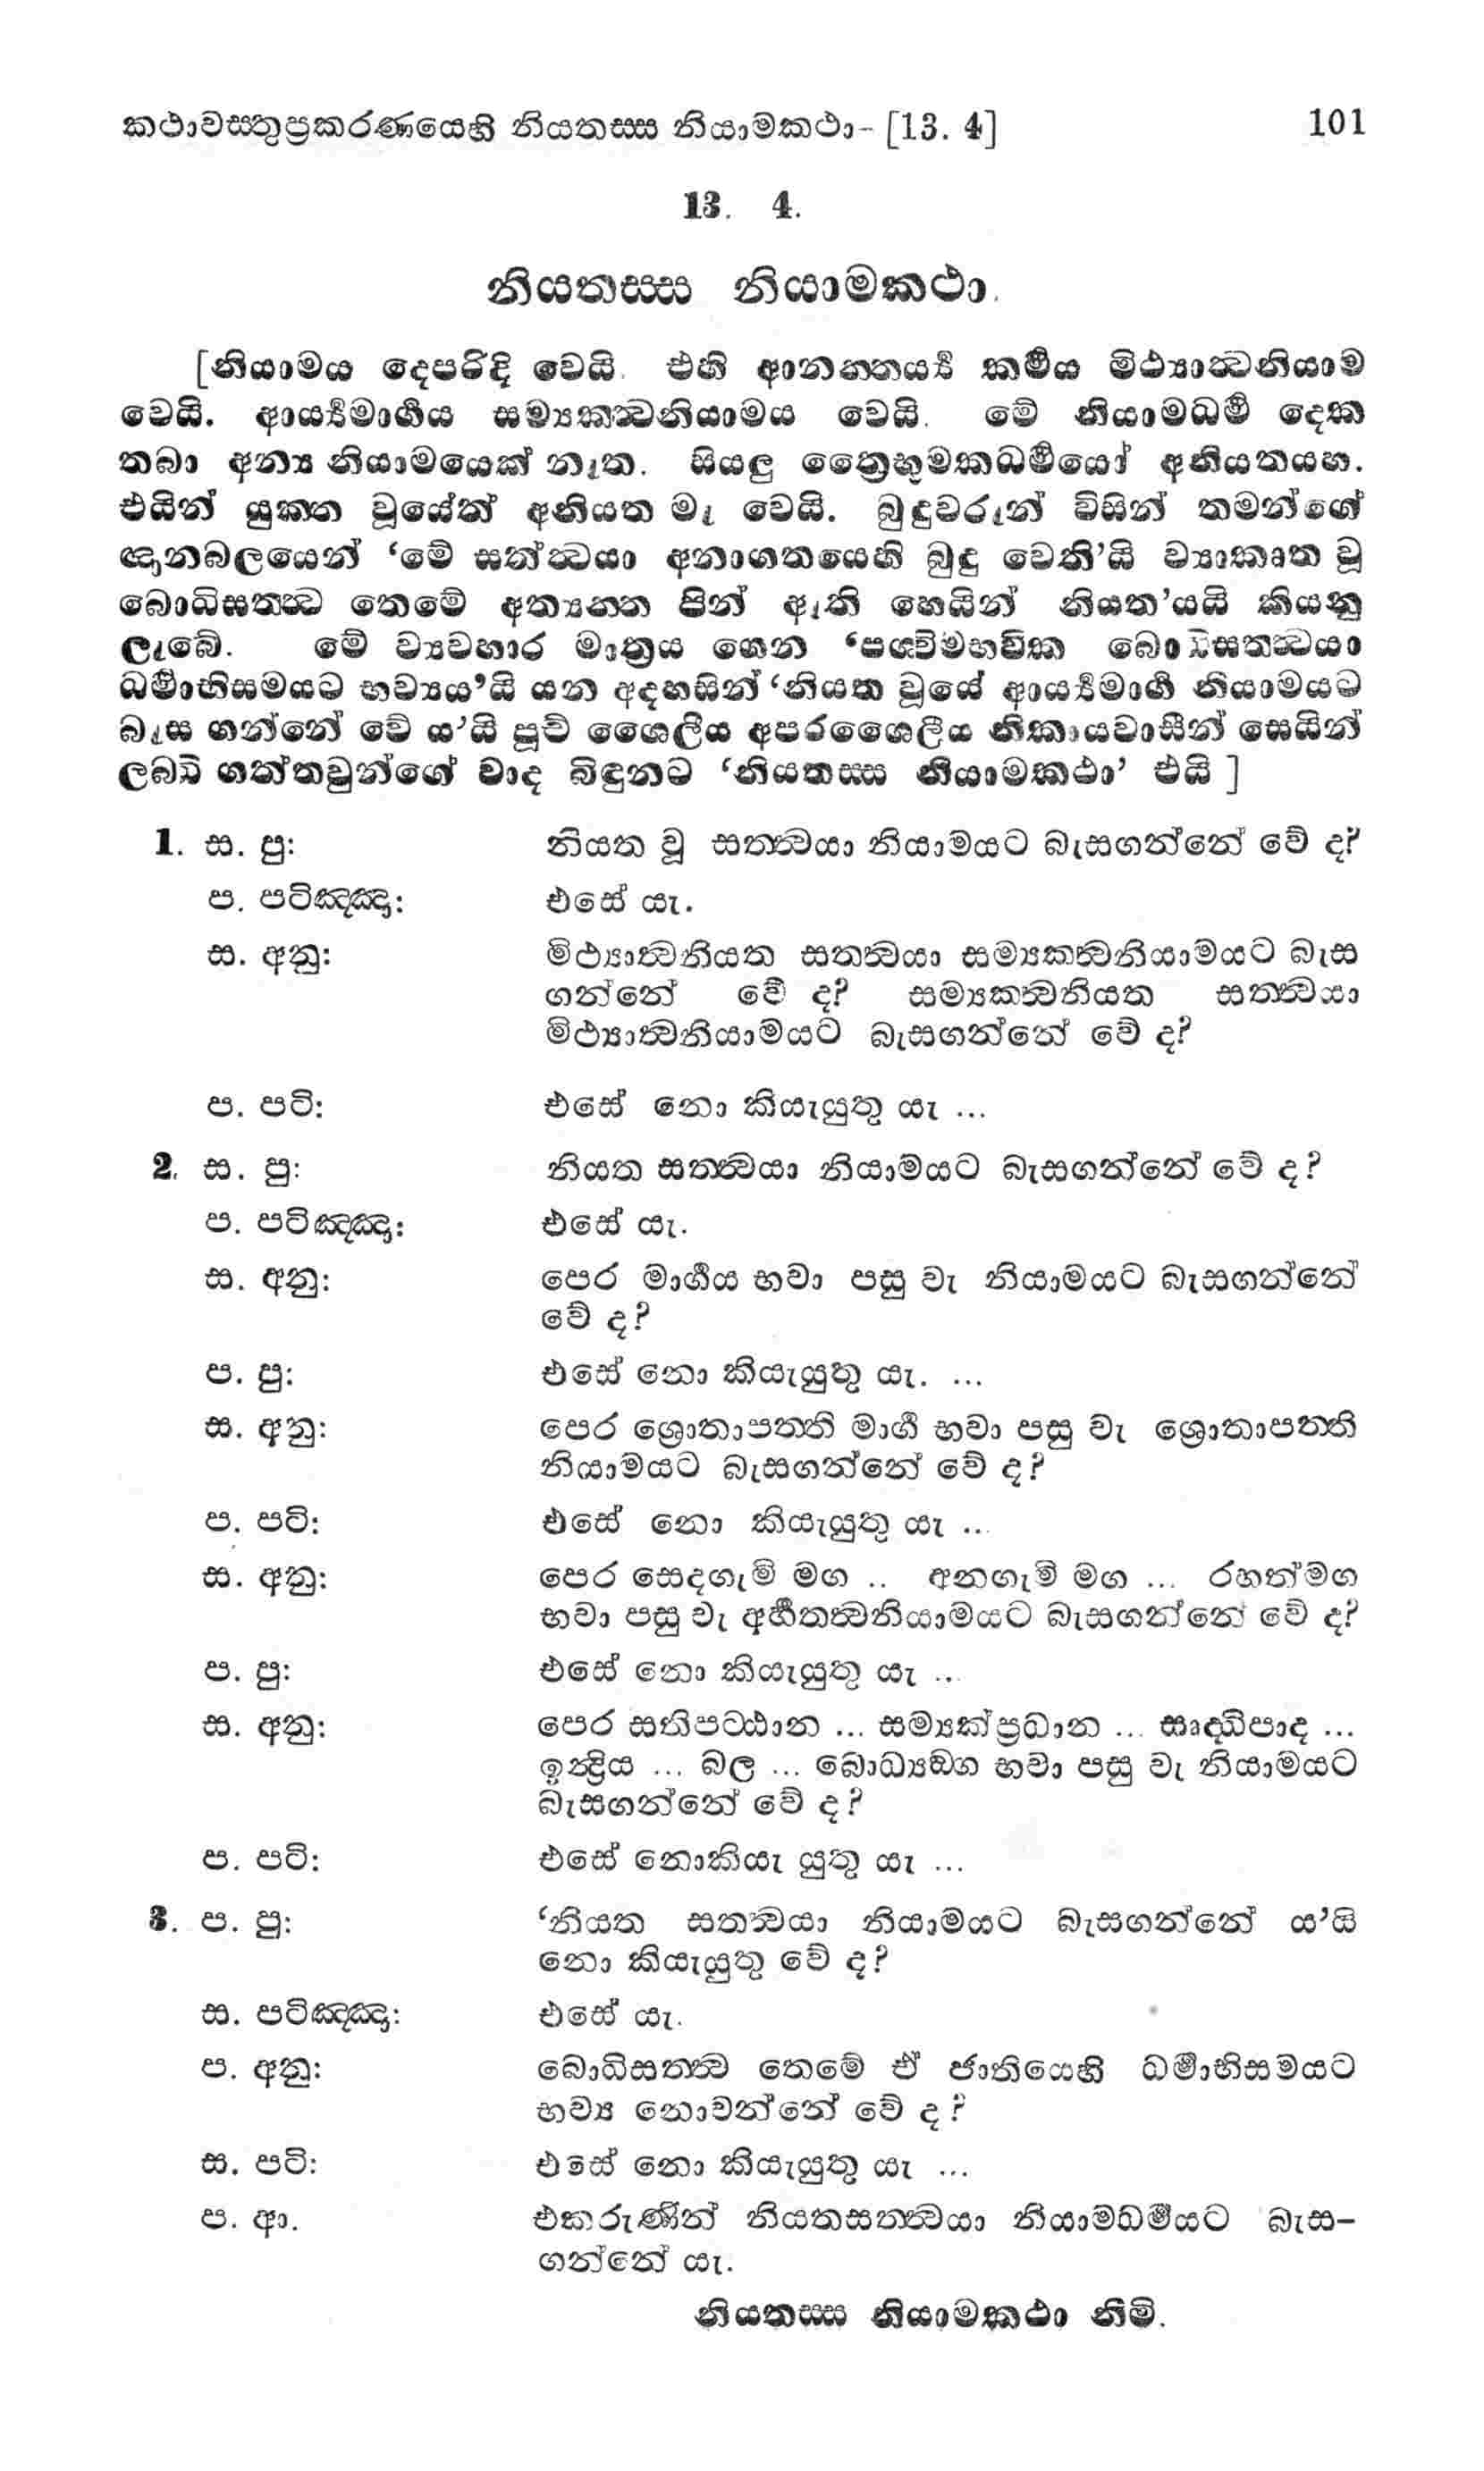 කථාවස්තුප්‍රකරණයෙහි නියතස්ස නියාමකථා- [13. 4] 101
13. 4.
නියතස්ස නියාමකථා.
[නියාමය දෙපරිදි වෙයි. එහි ආනන්තර්‍ය්‍ය කර්‍මය මිථ්‍යාත්‍වනියාම
වෙයි. ආර්‍ය්‍යමාර්‍ගය සම්‍යක්ත්‍වනියාමය වෙයි. මේ නියාමධර්‍ම දෙක
තබා අන්‍ය නියාමයෙක් නැත. සියලු ත්‍රෛභූමකධර්‍මයෝ අනියතයහ.
එයින් යුක්ත වූයේත් අනියත මැ වෙයි. බුදුවරුන් විසින් තමන්ගේ
ඥානබලයෙන් ‘මේ සත්ත්‍වයා අනාගතයෙහි බුදු වෙති’යි ව්‍යාකෘත වූ
බොධිසත්ත්‍ව තෙමේ අත්‍යන්ත පින් ඇති හෙයින් නියත’යයි කියනු
ලැබේ. මේ ව්‍යවහාර මාත්‍රය ගෙන ‘පශ්චිමභවික බොධිසත්ත්‍වයා
ධර්‍මාභිසමයට භව්‍යය’යි යන අදහසින් ‘නියත වූයේ ආර්‍ය්‍යමාර්‍ග නියාමයට
බැස ගන්නේ වේ ය’යි පූර්‍ව ශෛලීය අපරශෛලීය නිකායවාසීන් සෙයින්
ලබ්ධි ගත්තවුන්ගේ වාද බිඳුනට ‘නියතස්ස නියාමකථා’ එයි ]
1. ස. පු: නියත වූ සත්ත්‍වයා නියාමයට බැසගන්නේ වේ ද?
ප. පටිඤ්ඤා: එසේ යැ.
ස. අනු: මිථ්‍යාත්‍වනියත සත්ත්‍වයා සම්‍යක්ත්‍වනියාමයට බැස
ගන්නේ වේ ද? සම්‍යක්ත්‍වනියත සත්ත්‍වයා
මිථ්‍යාත්‍වනියාමයට බැසගන්නේ වේ ද?
ප. පටි: එසේ නො කියැයුතු යැ ...
2. ස. පු: නියත සත්ත්‍වයා නියාමයට බැසගන්නේ වේ ද?
ප. පටිඤ්ඤා: එසේ යැ.
ස. අනු: පෙර මාර්‍ගය භවා පසු වැ නියාමයට බැසගන්නේ
වේ ද?
ප. පු: එසේ නො කියැයුතු යැ. ...
ස. අනු: පෙර ශ්‍රොතාපත්ති මාර්‍ග භවා පසු වැ ශ්‍රොතාපත්ති
නියාමයට බැසගන්නේ වේ ද?
ප. පටි: එසේ නො කියැයුතු යැ ...
ස. අනු: පෙර සෙදගැමි මග .. අනගැමි මග ... රහත්මග
භවා පසු වැ අර්‍හත්ත්‍වනියාමයට බැසගන්නේ වේ ද?
ප. පු: එසේ නො කියැයුතු යැ ...
ස. අනු: පෙර සතිපට්ඨාන ... සම්‍යක්ප්‍රධාන ... ඍද්ධිපාද ...
ඉන්ද්‍රිය ... බල ... බොධ්‍යඞ්ග භවා පසු වැ නියාමයට
බැසගන්නේ වේ ද?
ප. පටි: එසේ නොකියැ යුතු යැ ...
3. ප. පු: ‘නියත සත්ත්‍වයා නියාමයට බැසගන්නේ ය’යි
නො කියැයුතු වේ ද?
ස. පටිඤ්ඤා: එසේ යැ.
ප. අනු: බොධිසත්ත්‍ව තෙමේ ඒ ජාතියෙහි ධර්‍මාභිසමයට
භව්‍ය නොවන්නේ වේ ද?
ස. පටි: එසේ නො කියැයුතු යැ ...
ප. ආ. එකරුණින් නියතසත්ත්‍වයා නියාමධර්‍මයට බැස-
ගන්නේ යැ.
නියතස්ස නියාමකථා නිමි.